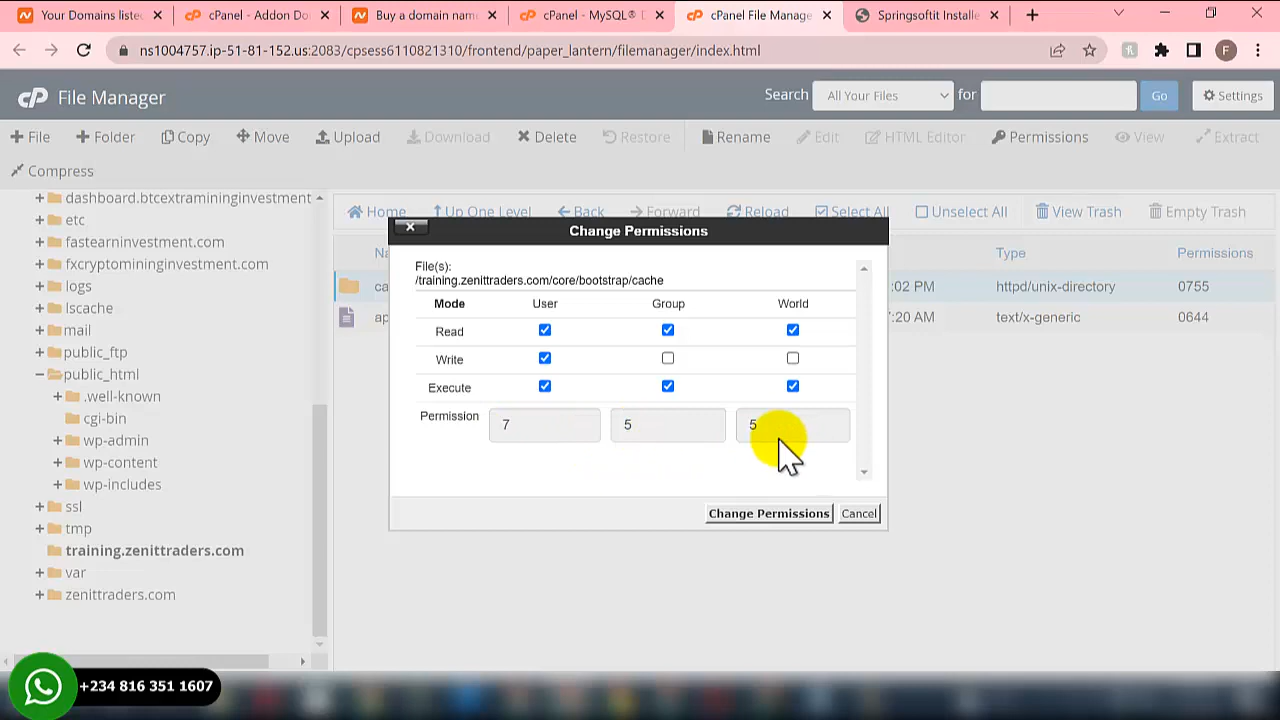 Your Domains liste
cPanel - Addon Do
Buy a domain nam
cPanel - MySQL® D
cPanel File Manage
Springsoftit Installe
ns1004757.ip-51-81-152.us:2083/cpsess6110821310/frontend/paper_lantern/filemanager/index.html
F
cP File Manager
Search All Your Files for Go Settings
File Folder Copy Move Upload Download Delete Restore Rename Edit HTML Editor Permissions View Extract
Compress
Home Up One Level Back Forward Reload Select All Unselect All View Trash Empty Trash
dashboard.btcextramininginvestment
etc
fastearninvestment.com
fxcryptomininginvestment.com
logs
lscache
mail
public_ftp
public_html
.well-known
cgi-bin
wp-admin
wp-content
wp-includes
ssl
tmp
training.zenittraders.com
var
zenittraders.com
Na Type Permissions
ca :02 PM httpd/unix-directory 0755
ap 7:20 AM text/x-generic 0644
Change Permissions
File(s):
/training.zenittraders.com/core/bootstrap/cache
Mode User Group World
Read
Write
Execute
Permission 7 5 5
Change Permissions Cancel
+234 816 351 1607